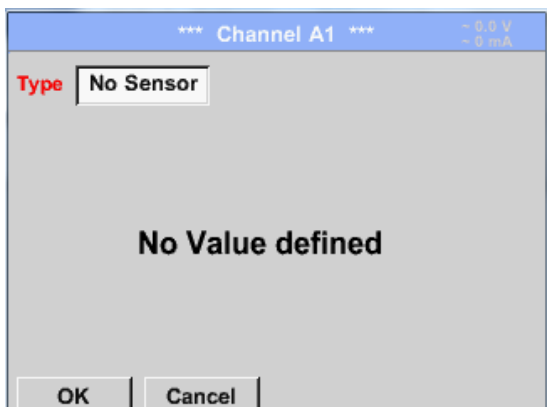 *** Channel A1 ***
~ 0.0 V
~ 0 mA
Type No Sensor
No Value defined
OK Cancel